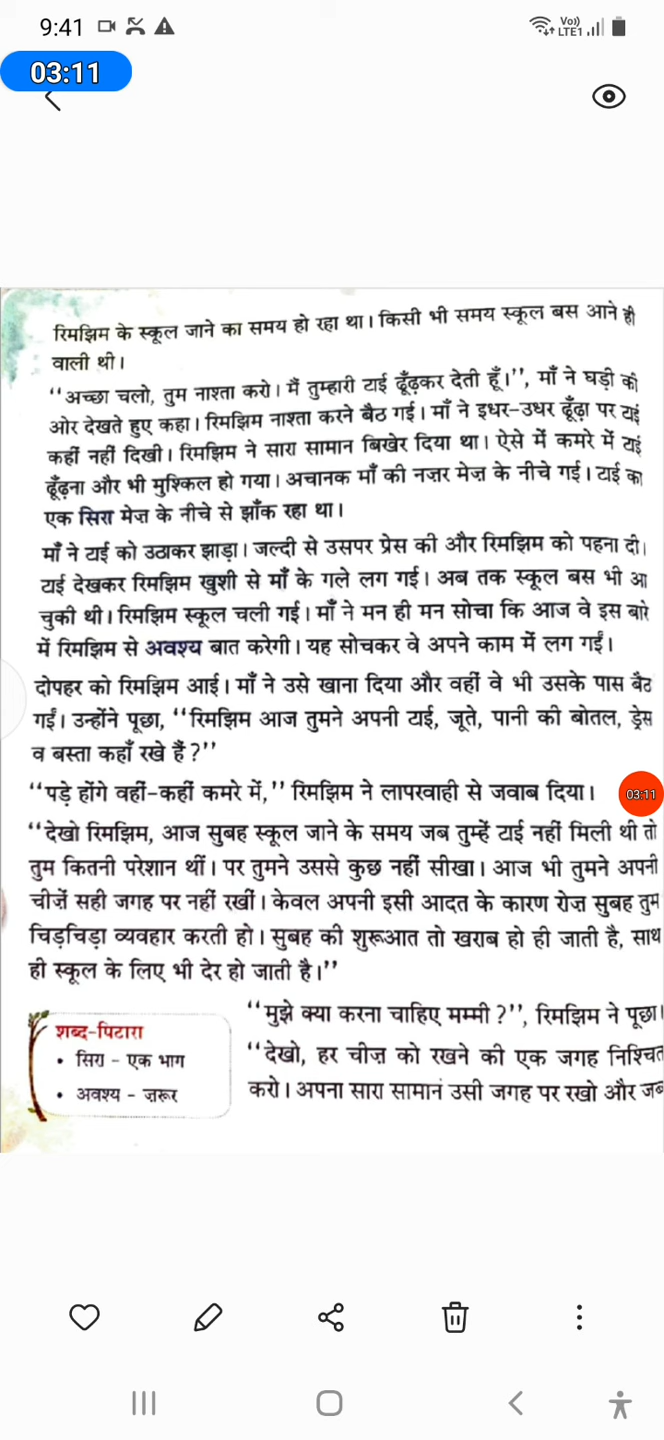 9:41
Vo))
LTE1
03:11
रिमझिम के स्कूल जाने का समय हो रहा था। किसी भी समय स्कूल बस आने ही
वाली थी।
‘‘अच्छा चलो, तुम नाश्ता करो। मैं तुम्हारी टाई ढूँढ़कर देती हूँ।’’, माँ ने घड़ी की
ओर देखते हुए कहा। रिमझिम नाश्ता करने बैठ गई। माँ ने इधर-उधर ढूँढ़ा पर टाई
कहीं नहीं दिखी। रिमझिम ने सारा सामान बिखेर दिया था। ऐसे में कमरे में टाई
ढूँढ़ना और भी मुश्किल हो गया। अचानक माँ की नज़र मेज़ के नीचे गई। टाई का
एक सिरा मेज़ के नीचे से झाँक रहा था।
माँ ने टाई को उठाकर झाड़ा। जल्दी से उसपर प्रेस की और रिमझिम को पहना दी।
टाई देखकर रिमझिम खुशी से माँ के गले लग गई। अब तक स्कूल बस भी आ
चुकी थी। रिमझिम स्कूल चली गई। माँ ने मन ही मन सोचा कि आज वे इस बारे
में रिमझिम से अवश्य बात करेगी। यह सोचकर वे अपने काम में लग गईं।
दोपहर को रिमझिम आई। माँ ने उसे खाना दिया और वहीं वे भी उसके पास बैठ
गईं। उन्होंने पूछा, ‘‘रिमझिम आज तुमने अपनी टाई, जूते, पानी की बोतल, ड्रेस
व बस्ता कहाँ रखे हैं?’’
‘‘पड़े होंगे वहीं-कहीं कमरे में,’’ रिमझिम ने लापरवाही से जवाब दिया।
03:11
‘‘देखो रिमझिम, आज सुबह स्कूल जाने के समय जब तुम्हें टाई नहीं मिली थी तो
तुम कितनी परेशान थीं। पर तुमने उससे कुछ नहीं सीखा। आज भी तुमने अपनी
चीज़ें सही जगह पर नहीं रखीं। केवल अपनी इसी आदत के कारण रोज़ सुबह तुम
चिड़चिड़ा व्यवहार करती हो। सुबह की शुरूआत तो खराब हो ही जाती है, साथ
ही स्कूल के लिए भी देर हो जाती है।’’
‘‘मुझे क्या करना चाहिए मम्मी?’’, रिमझिम ने पूछा।
‘‘देखो, हर चीज़ को रखने की एक जगह निश्चित
करो। अपना सारा सामान उसी जगह पर रखो और जब
शब्द-पिटारा
• सिरा - एक भाग
• अवश्य - ज़रूर